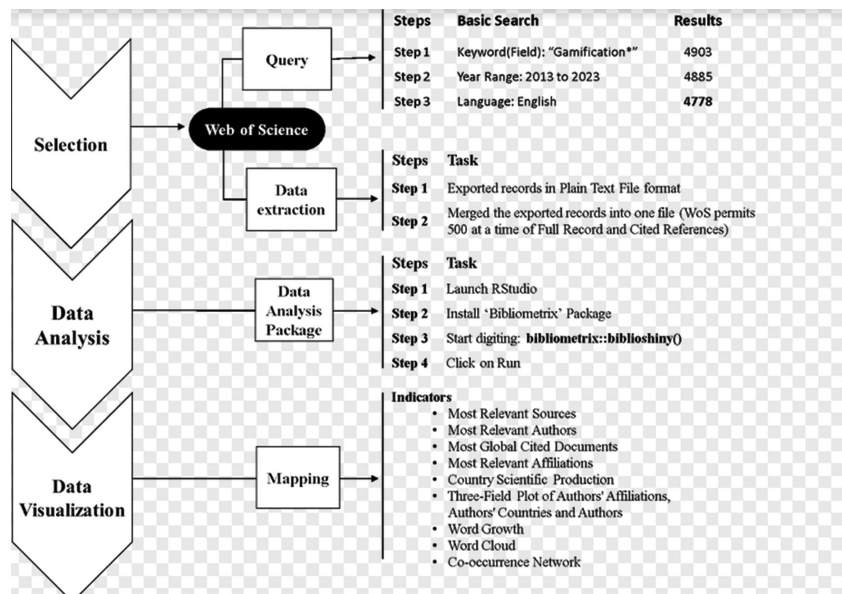 Selection
Web of Science
Query
Steps Basic Search Results
Step 1 Keyword(Field): “Gamification*” 4903
Step 2 Year Range: 2013 to 2023 4885
Step 3 Language: English 4778
Data
extraction
Steps Task
Step 1 Exported records in Plain Text File format
Step 2 Merged the exported records into one file (WoS permits
500 at a time of Full Record and Cited References)
Data
Analysis
Data
Analysis
Package
Steps Task
Step 1 Launch RStudio
Step 2 Install ‘Bibliometrix’ Package
Step 3 Start digiting: bibliometrix::biblioshiny()
Step 4 Click on Run
Data
Visualization
Mapping
Indicators
• Most Relevant Sources
• Most Relevant Authors
• Most Global Cited Documents
• Most Relevant Affiliations
• Country Scientific Production
• Three-Field Plot of Authors' Affiliations,
Authors' Countries and Authors
• Word Growth
• Word Cloud
• Co-occurrence Network